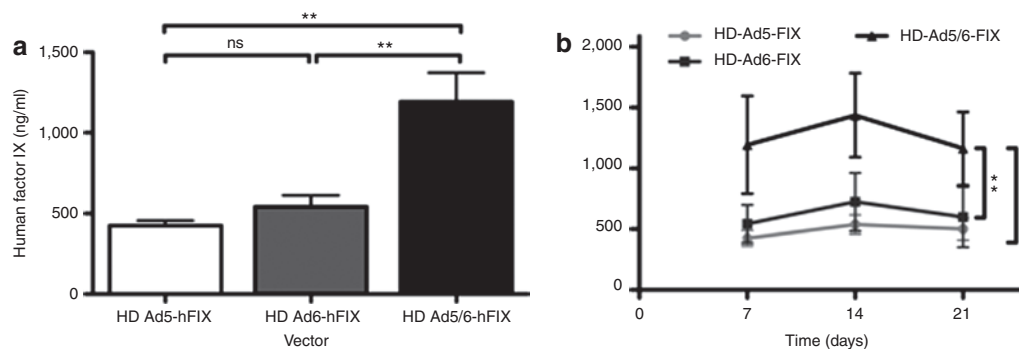 a
**
ns
**
1,500
1,000
500
0
Human factor IX (ng/ml)
HD Ad5-hFIX
HD Ad6-hFIX
HD Ad5/6-hFIX
Vector
b
HD-Ad5-FIX
HD-Ad6-FIX
HD-Ad5/6-FIX
2,000
1,500
1,000
500
0
**
0
7
14
21
Time (days)